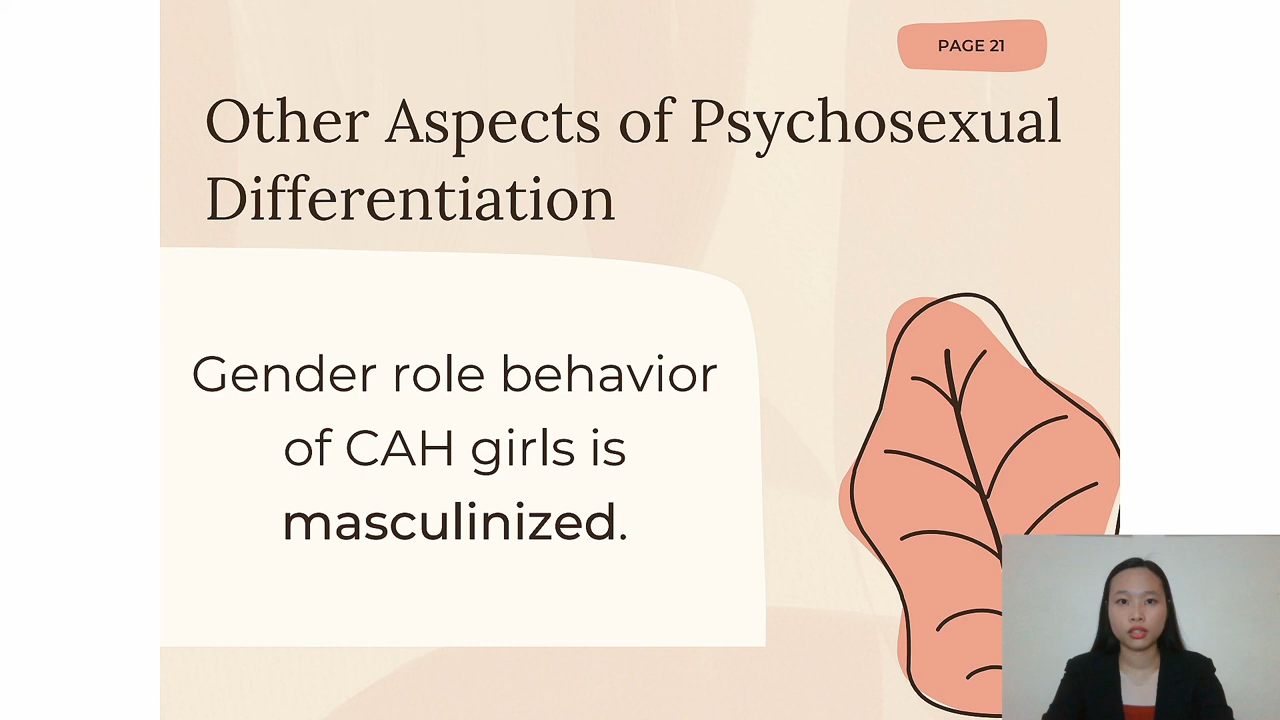 PAGE 21
Other Aspects of Psychosexual
Differentiation
Gender role behavior
of CAH girls is
masculinized.